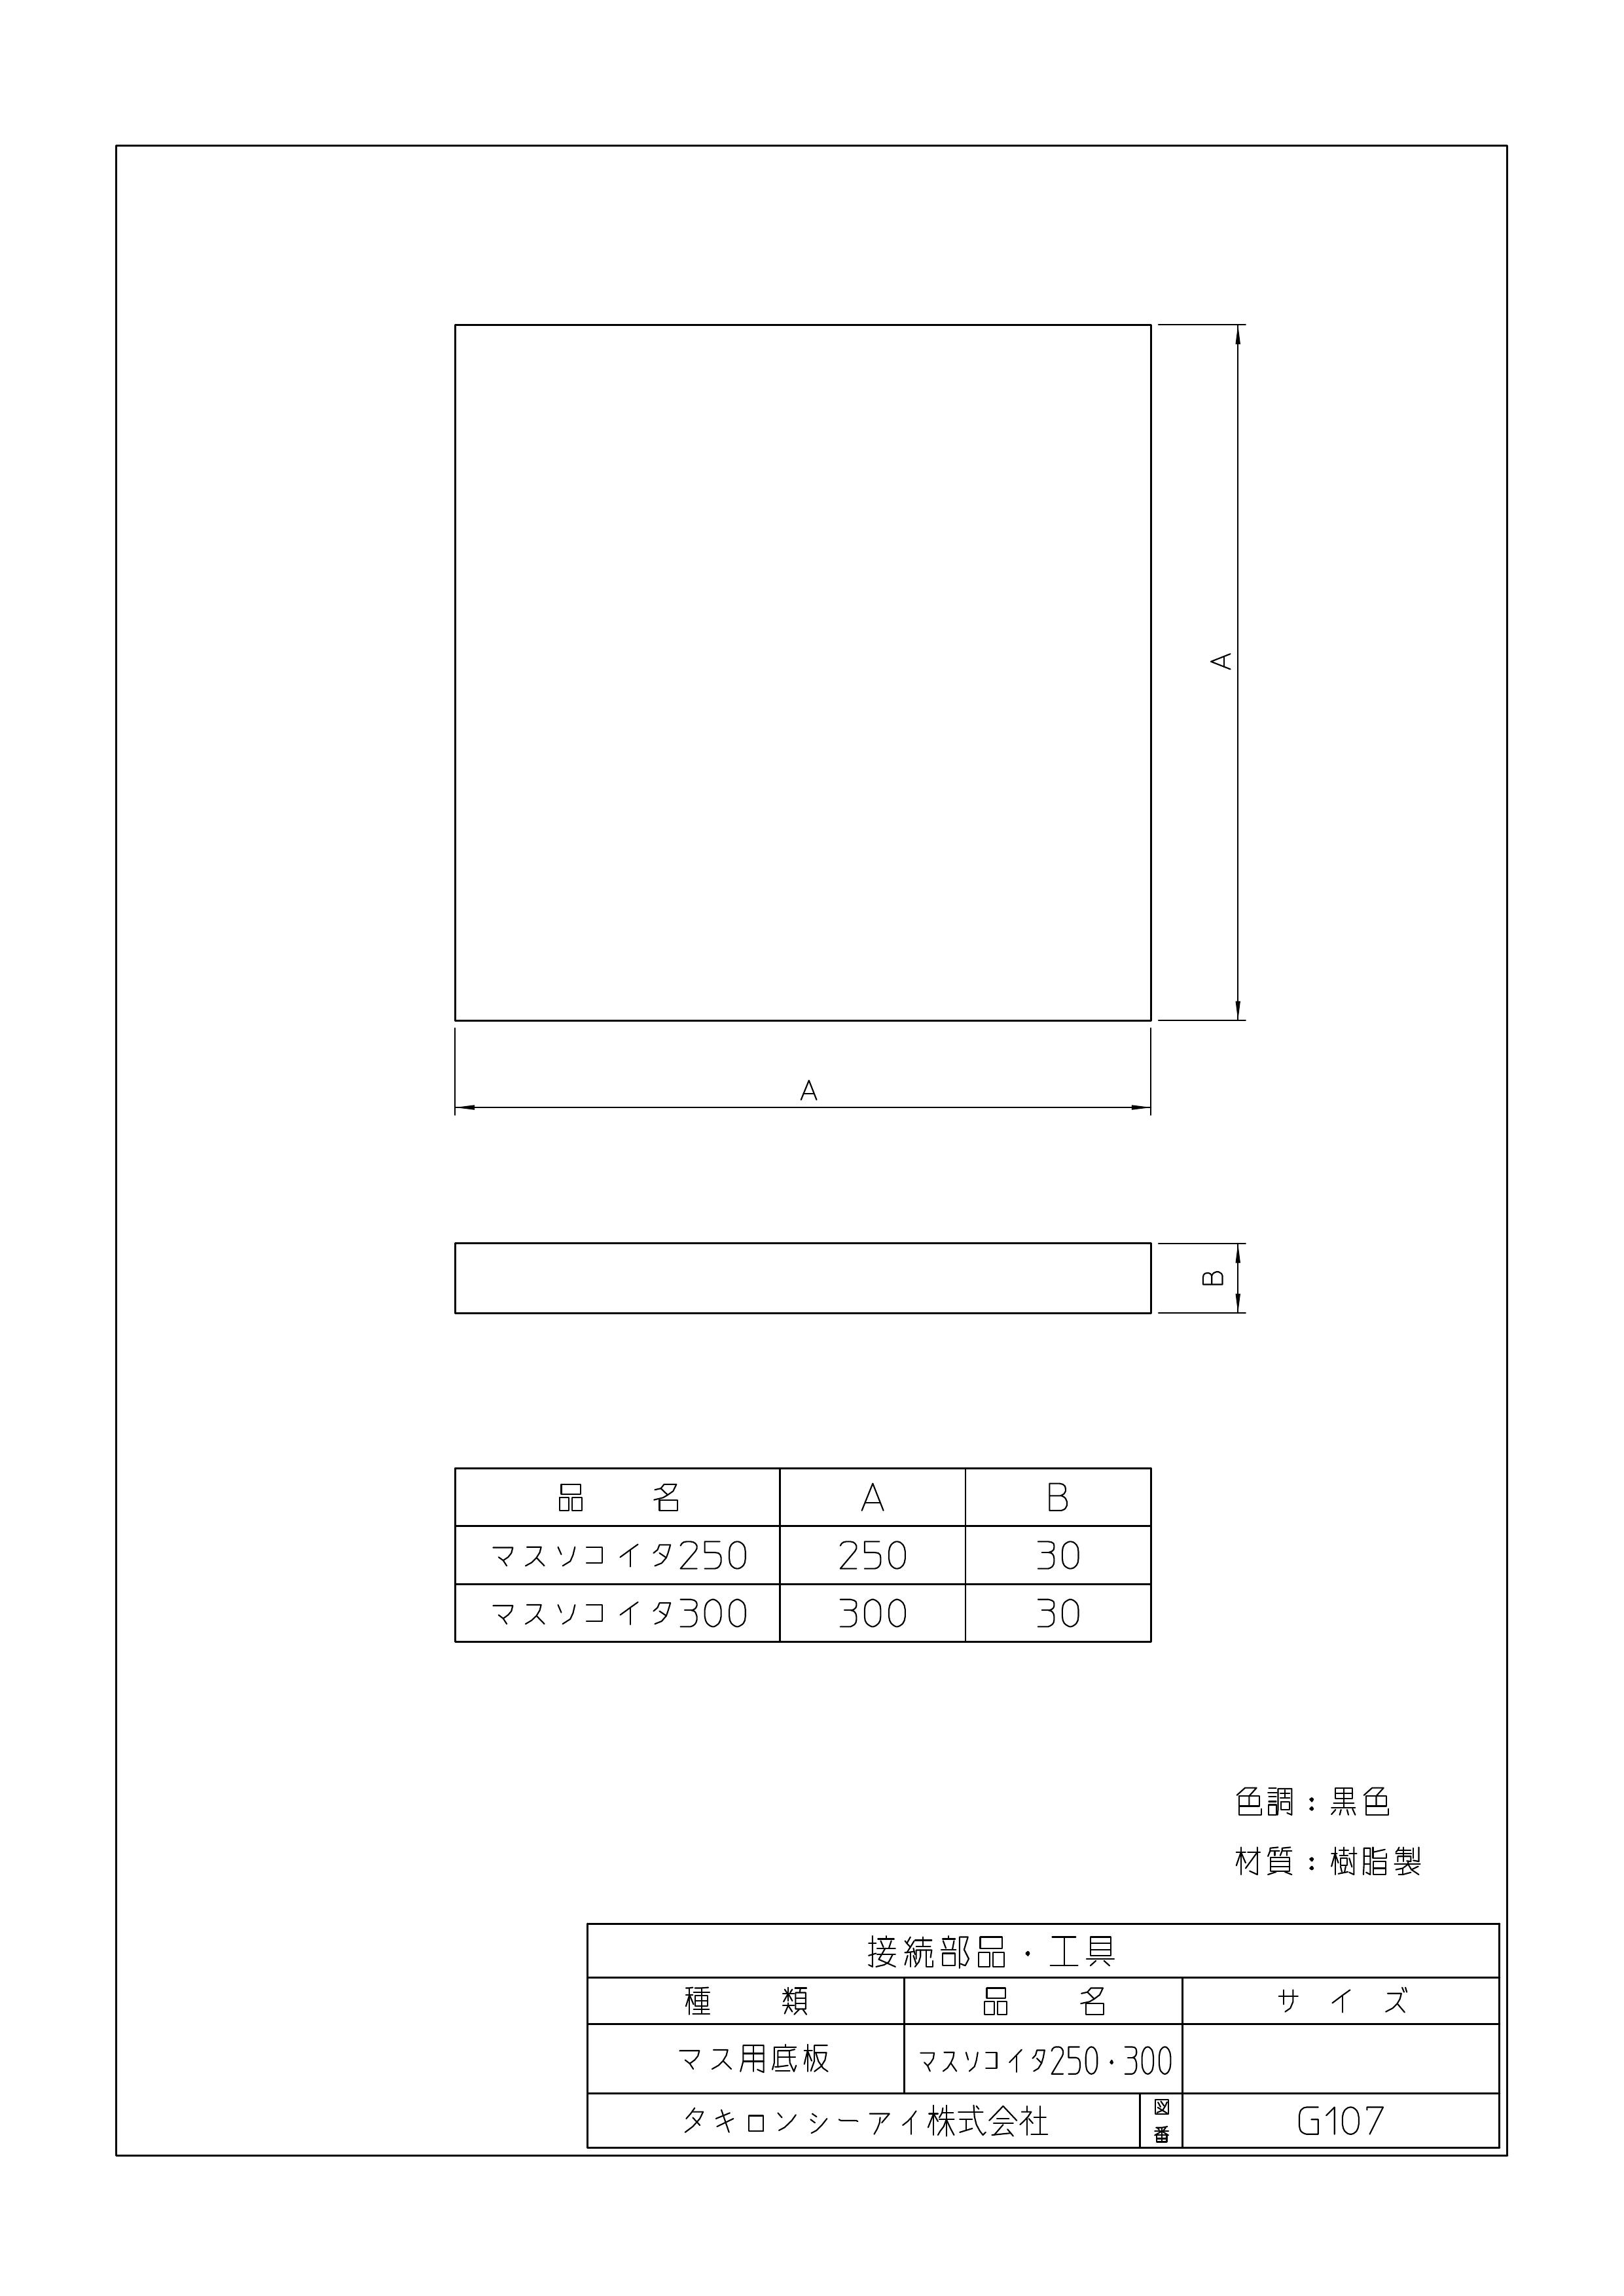 A
A
B
品 名 A B
マスソコイタ250 250 30
マスソコイタ300 300 30
色調：黒色
材質：樹脂製
接続部品・工具
種 類 品 名 サ イ ズ
マス用底板 マスソコイタ250・300
タキロンシーアイ株式会社 図番 G107